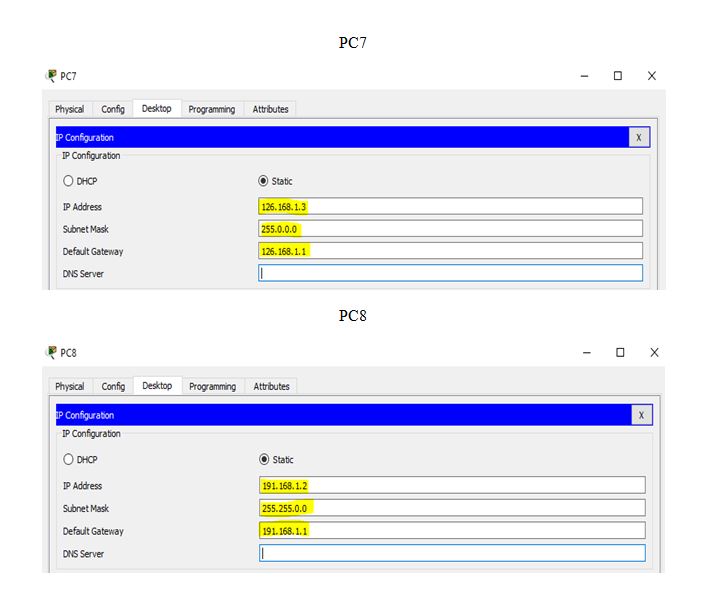 PC7
PC7
Physical Config Desktop Programming Attributes
IP Configuration X
IP Configuration
DHCP Static
IP Address 126.168.1.3
Subnet Mask 255.0.0.0
Default Gateway 126.168.1.1
DNS Server
PC8
PC8
Physical Config Desktop Programming Attributes
IP Configuration X
IP Configuration
DHCP Static
IP Address 191.168.1.2
Subnet Mask 255.255.0.0
Default Gateway 191.168.1.1
DNS Server